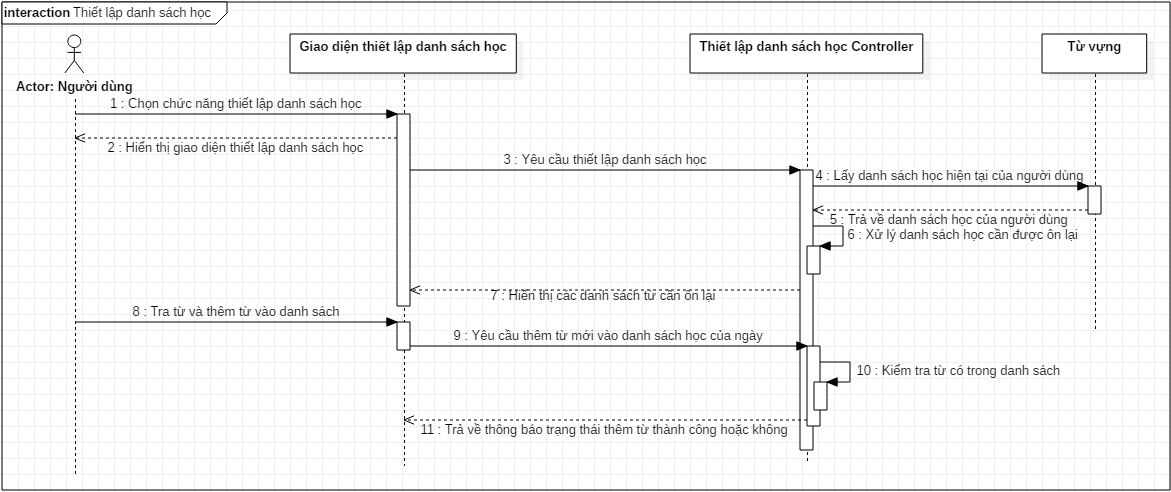 interaction Thiết lập danh sách học
Giao diện thiết lập danh sách học
Thiết lập danh sách học Controller
Từ vựng
Actor: Người dùng
1 : Chọn chức năng thiết lập danh sách học
2 : Hiển thị giao diện thiết lập danh sách học
3 : Yêu cầu thiết lập danh sách học
4 : Lấy danh sách học hiện tại của người dùng
5 : Trả về danh sách học của người dùng
6 : Xử lý danh sách học cần được ôn lại
7 : Hiển thị các danh sách từ cần ôn lại
8 : Tra từ và thêm từ vào danh sách
9 : Yêu cầu thêm từ mới vào danh sách học của ngày
10 : Kiểm tra từ có trong danh sách
11 : Trả về thông báo trạng thái thêm từ thành công hoặc không